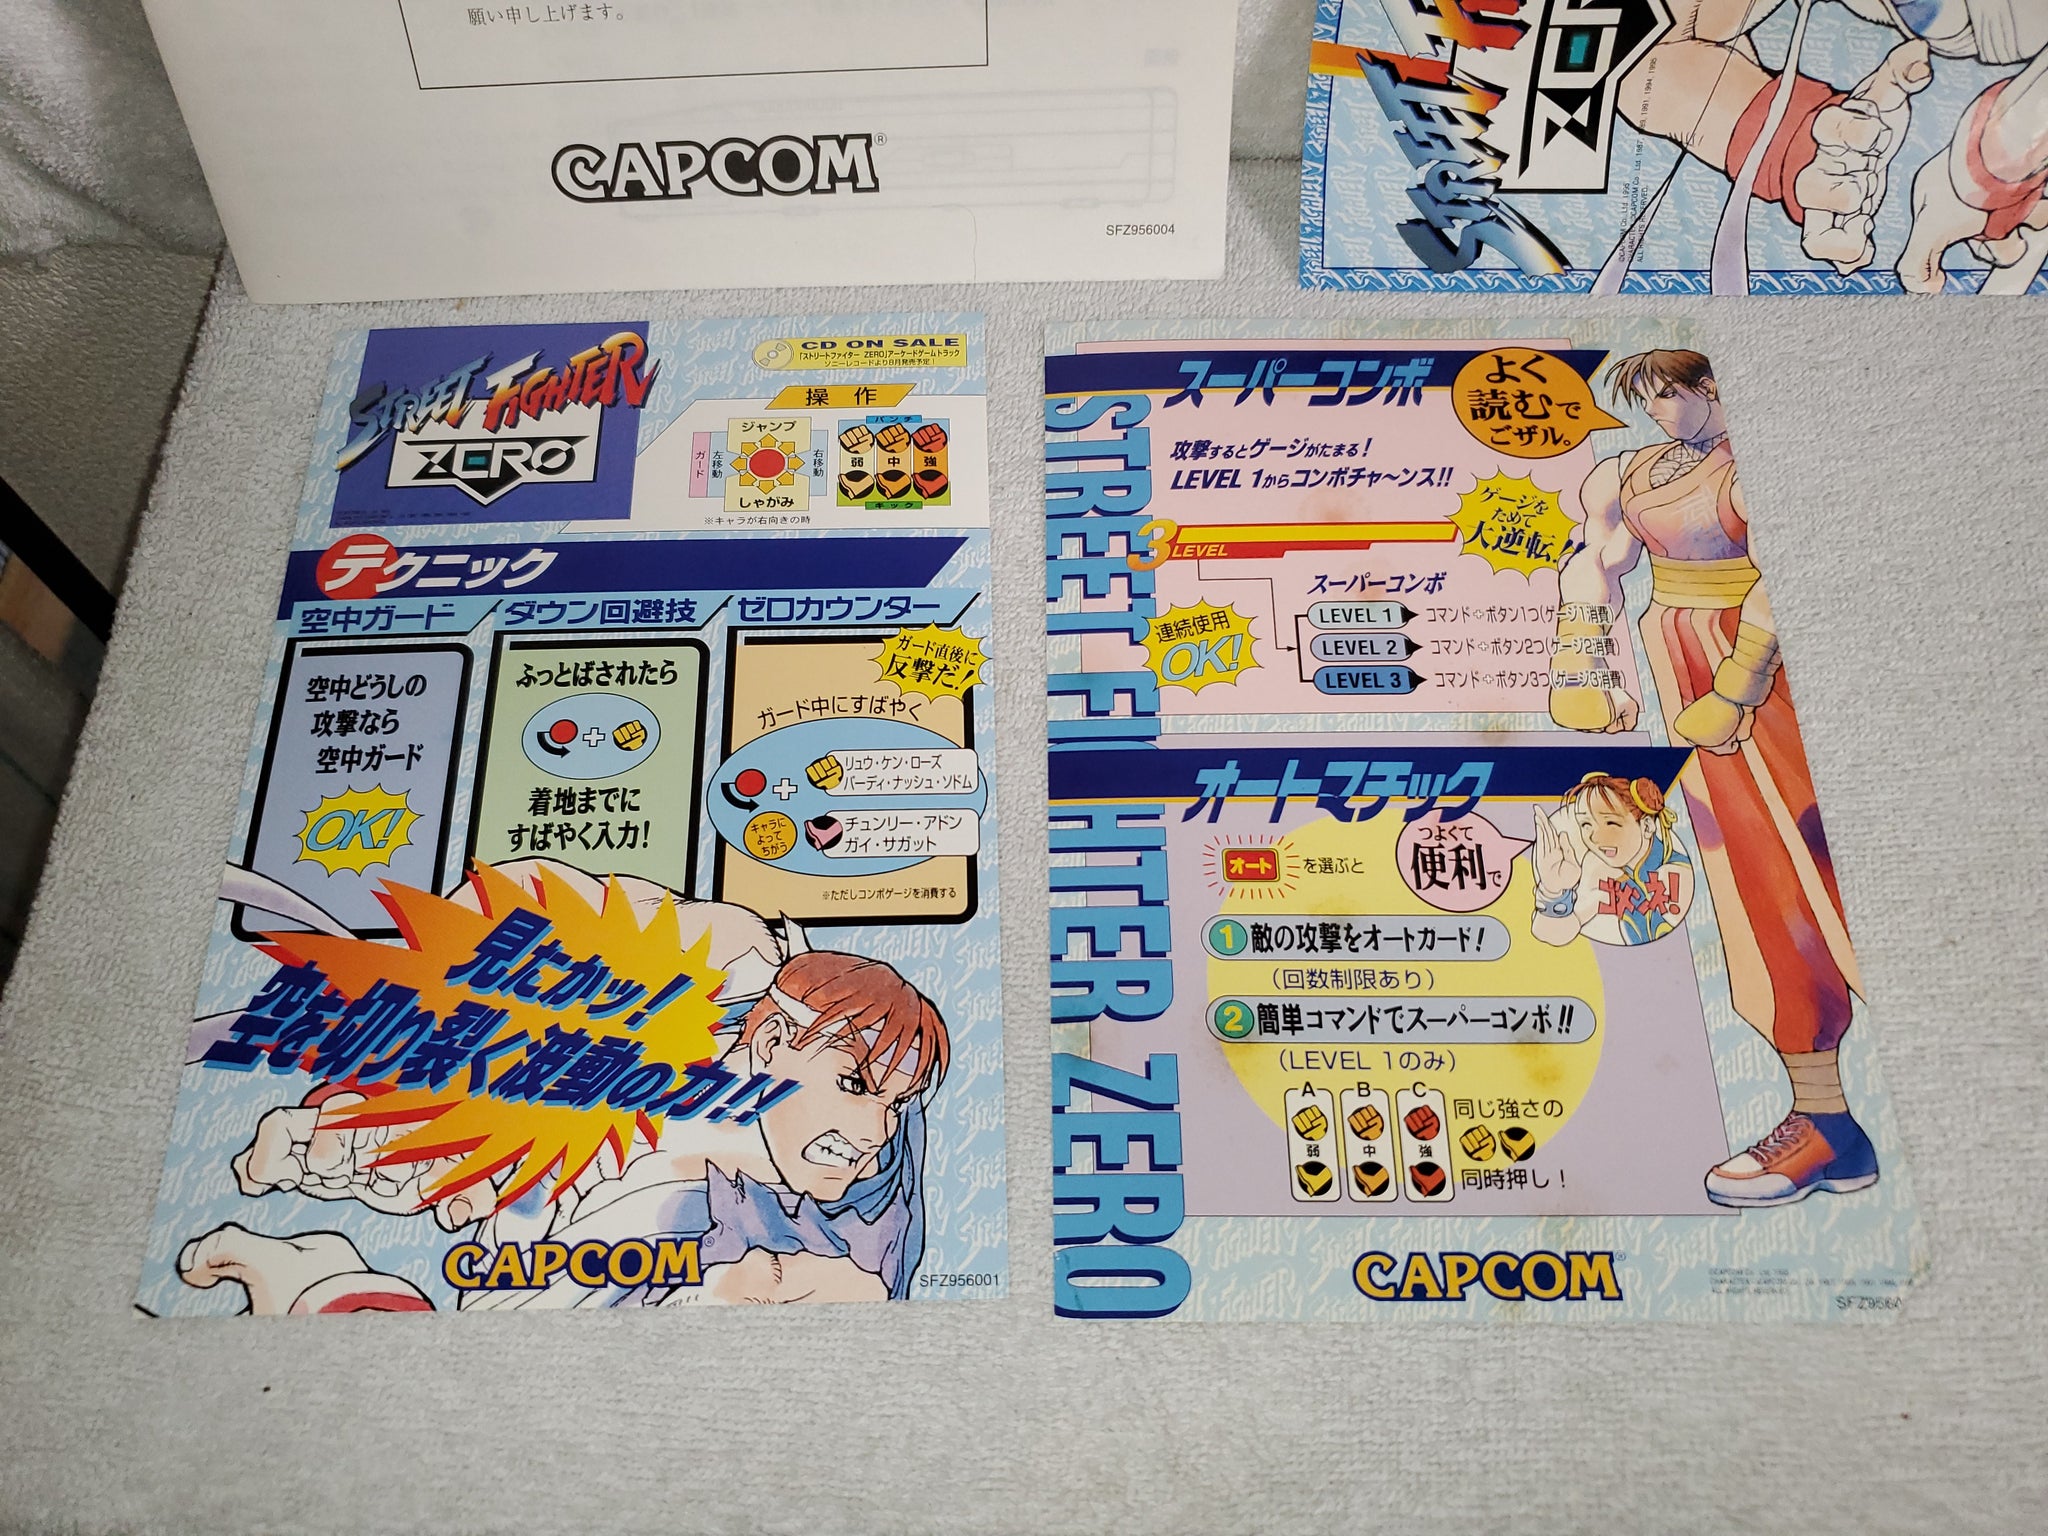 願い申し上げます。
CAPCOM®
SFZ956004
STREET FIGHTER
ZERO
STREET FIGHTER
ZERO
CD ON SALE
「ストリートファイター ZERO」アーケードゲームトラック
ソニーレコードより8月発売予定!
操作
ジャンプ
ガード
左移動
右移動
しゃがみ
パンチ
弱 中 強
キック
※キャラが右向きの時
テクニック
空中ガード
空中どうしの
攻撃なら
空中ガード
OK!
ダウン回避技
ふっとばされたら
着地までに
すばやく入力!
ゼロカウンター
ガード直後に
反撃だ!
ガード中にすばやく
リュウ・ケン・ローズ
バーディ・ナッシュ・ソドム
キャラに
よって
ちがう
チュンリー・アドン
ガイ・サガット
※ただしコンボゲージを消費する
見たかッ!
空を切り裂く波動の力!!
CAPCOM®
SFZ956001
STREET FIGHTER ZERO
スーパーコンボ
よく
読むで
ござル。
攻撃するとゲージがたまる!
LEVEL 1からコンボチャ〜ンス!!
ゲージを
ためて
大逆転!!
3 LEVEL
スーパーコンボ
連続使用
OK!
LEVEL 1 コマンド+ボタン1つ(ゲージ1消費)
LEVEL 2 コマンド+ボタン2つ(ゲージ2消費)
LEVEL 3 コマンド+ボタン3つ(ゲージ3消費)
オートマチック
オート を選ぶと
つよくて
便利で
ゴメンネ!
1 敵の攻撃をオートガード!
(回数制限あり)
2 簡単コマンドでスーパーコンボ!!
(LEVEL 1のみ)
A B C
弱 中 強
同じ強さの
同時押し!
CAPCOM®